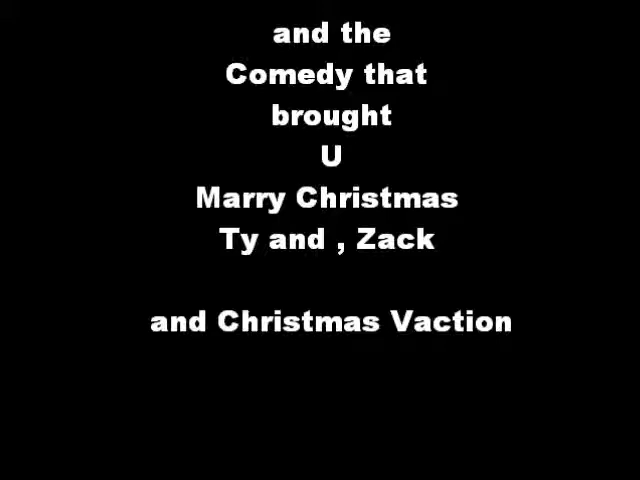 and the
Comedy that
brought
U
Marry Christmas
Ty and , Zack
and Christmas Vaction